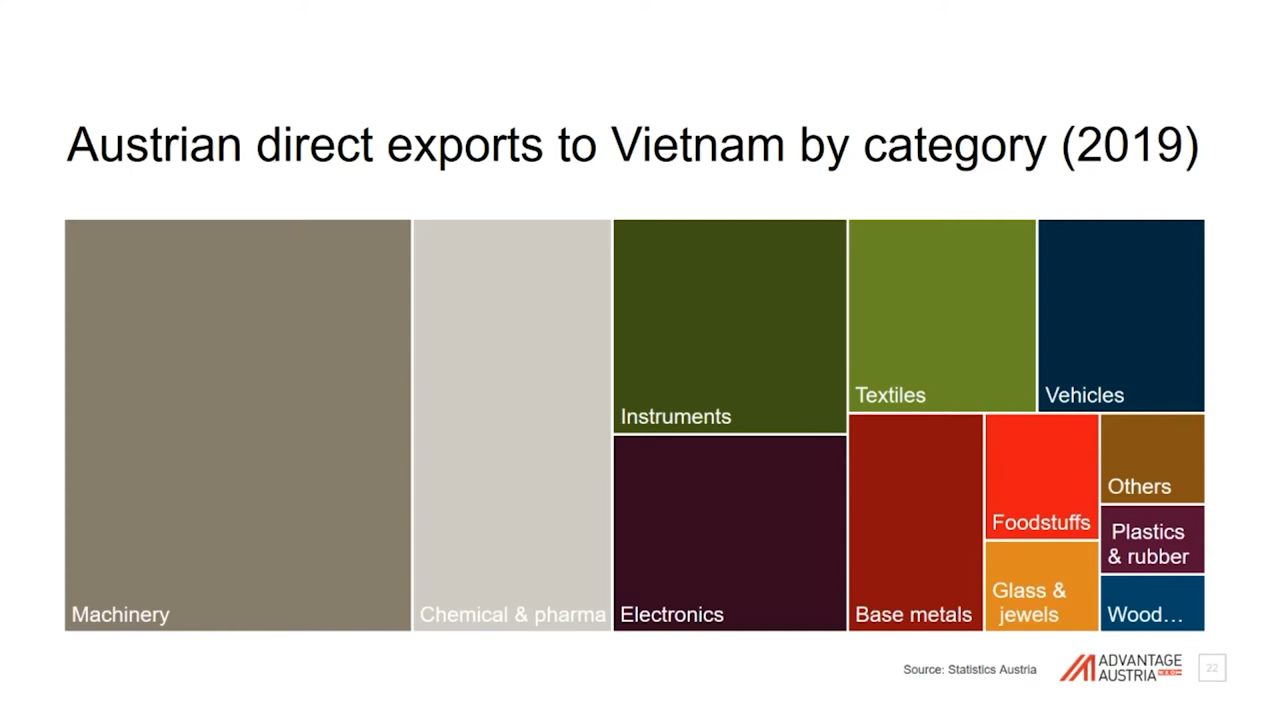 Austrian direct exports to Vietnam by category (2019)
Machinery
Chemical & pharma
Instruments
Electronics
Textiles
Vehicles
Base metals
Foodstuffs
Glass &
jewels
Others
Plastics
& rubber
Wood...
Source: Statistics Austria
ADVANTAGE
AUSTRIA
22